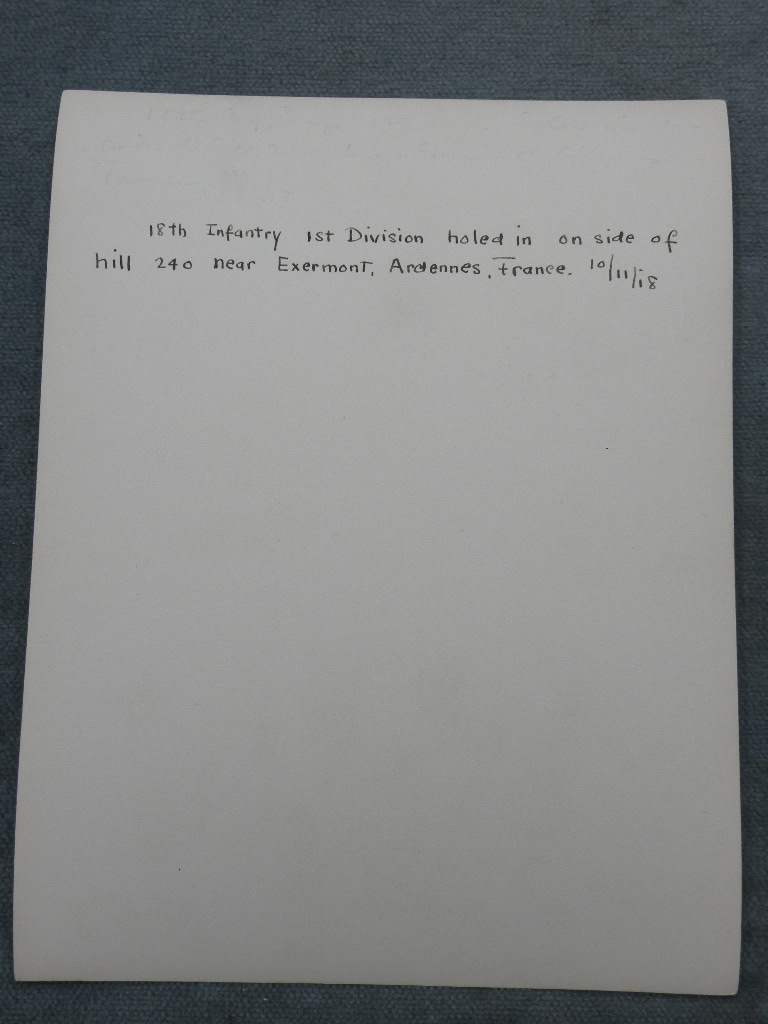 18th Infantry 1st Division holed in on side of
hill 240 near Exermont, Ardennes, France. 10/11/18